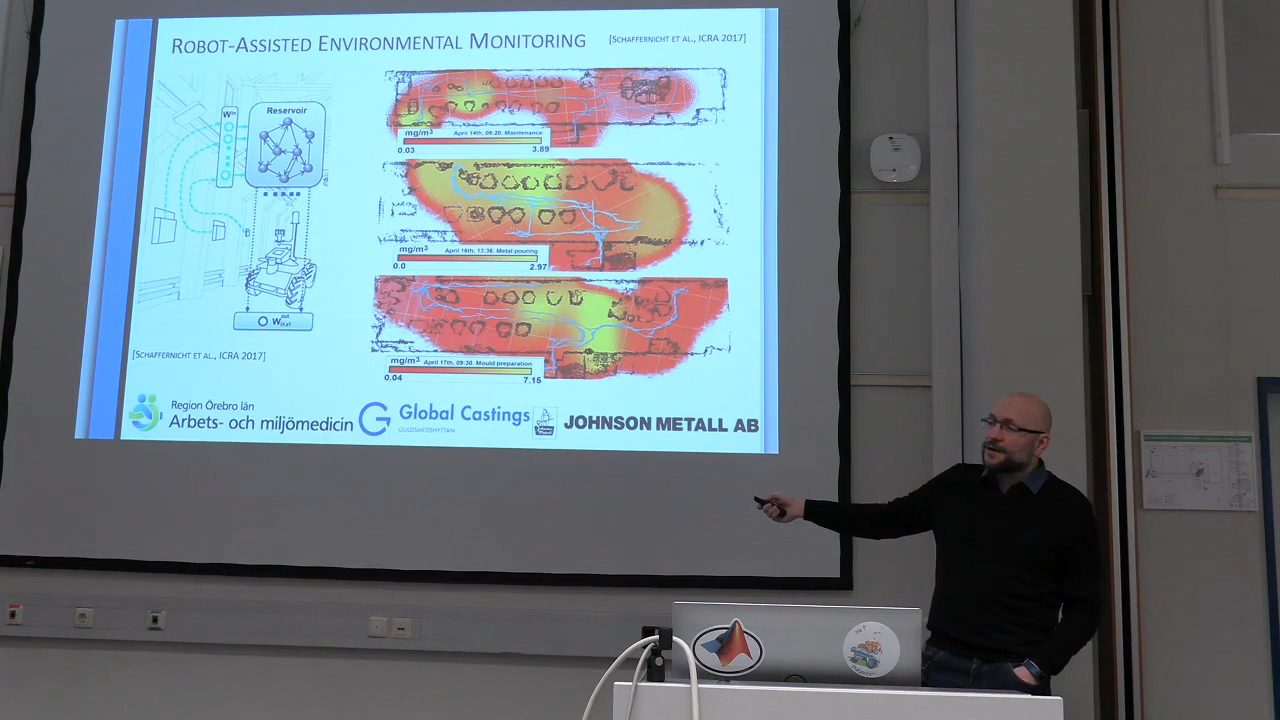 ROBOT-ASSISTED ENVIRONMENTAL MONITORING
[SCHAFFERNICHT ET AL., ICRA 2017]
Reservoir
W
mg/m³ April 14th, 09:20. Maintenance
0.03 3.89
mg/m³ April 16th, 13:36. Metal pouring
0.0 2.97
mg/m³ April 17th, 09:30. Mould preparation
0.04 7.15
W out (x,y)
[SCHAFFERNICHT ET AL., ICRA 2017]
Region Örebro län
Arbets- och miljömedicin
Global Castings
GULDSMEDSHYTTAN
JOHNSON METALL AB